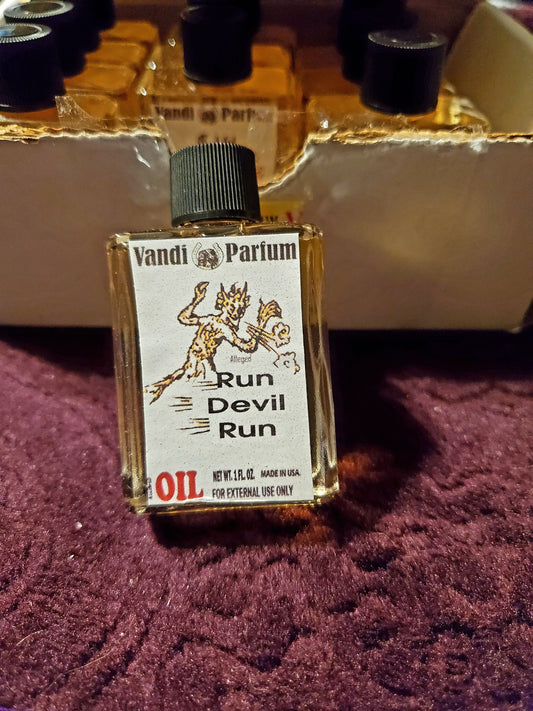 Vandi Parfum
Vandi Parfum
Alleged
Run
Devil
Run
OIL NET WT. 1 FL. OZ. MADE IN USA.
FOR EXTERNAL USE ONLY